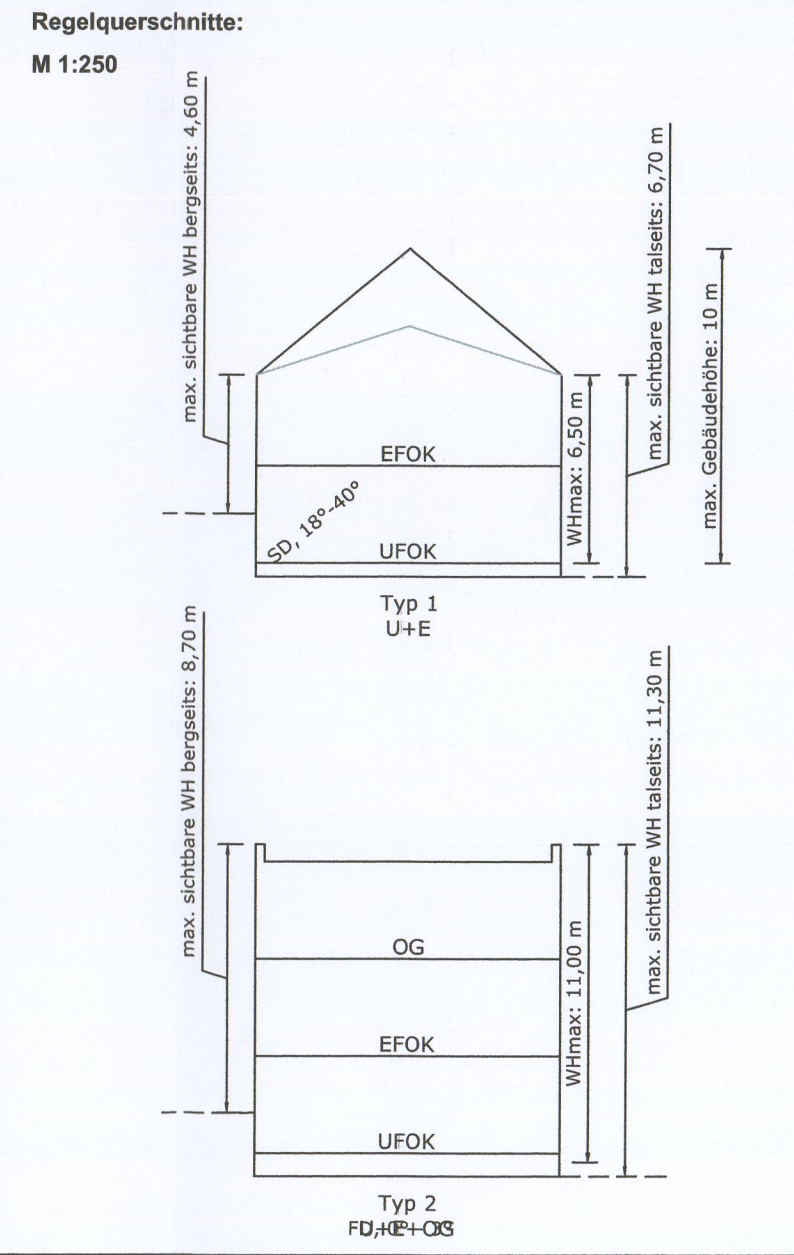 Regelquerschnitte:
M 1:250
max. sichtbare WH bergseits: 4,60 m
max. sichtbare WH talseits: 6,70 m
max. Gebäudehöhe: 10 m
WHmax: 6,50 m
EFOK
SD, 18°-40°
UFOK
Typ 1
U+E
max. sichtbare WH bergseits: 8,70 m
max. sichtbare WH talseits: 11,30 m
WHmax: 11,00 m
OG
EFOK
UFOK
Typ 2